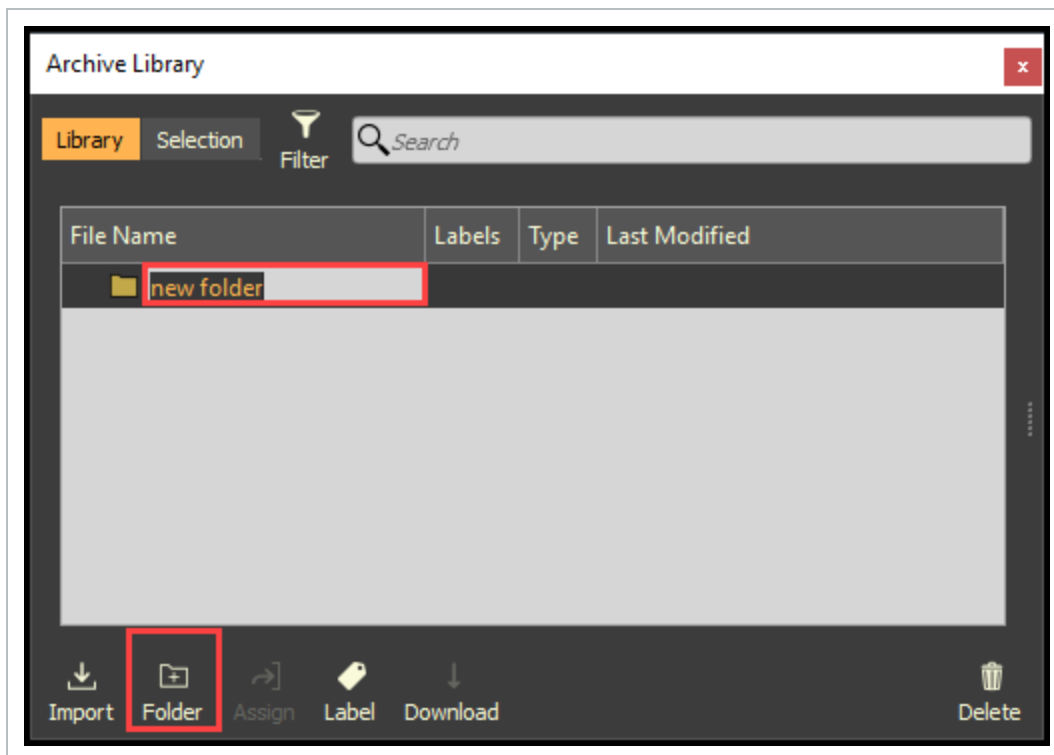 Archive Library
x
Library Selection Filter Search
File Name Labels Type Last Modified
new folder
Import Folder Assign Label Download Delete